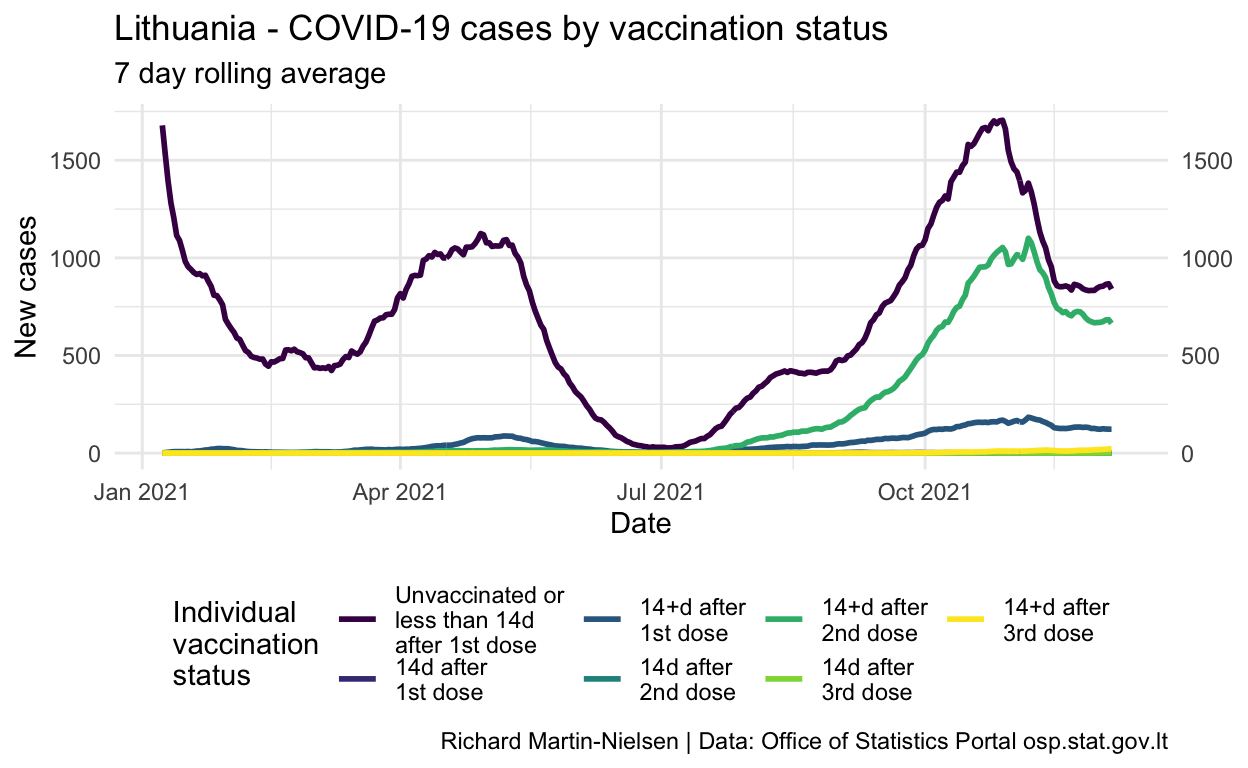 Lithuania - COVID-19 cases by vaccination status
7 day rolling average
New cases
1500
1000
500
0
1500
1000
500
0
Jan 2021
Apr 2021
Jul 2021
Oct 2021
Date
Individual
vaccination
status
Unvaccinated or
less than 14d
after 1st dose
14d after
1st dose
14+d after
1st dose
14d after
2nd dose
14+d after
2nd dose
14d after
3rd dose
14+d after
3rd dose
Richard Martin-Nielsen | Data: Office of Statistics Portal osp.stat.gov.lt